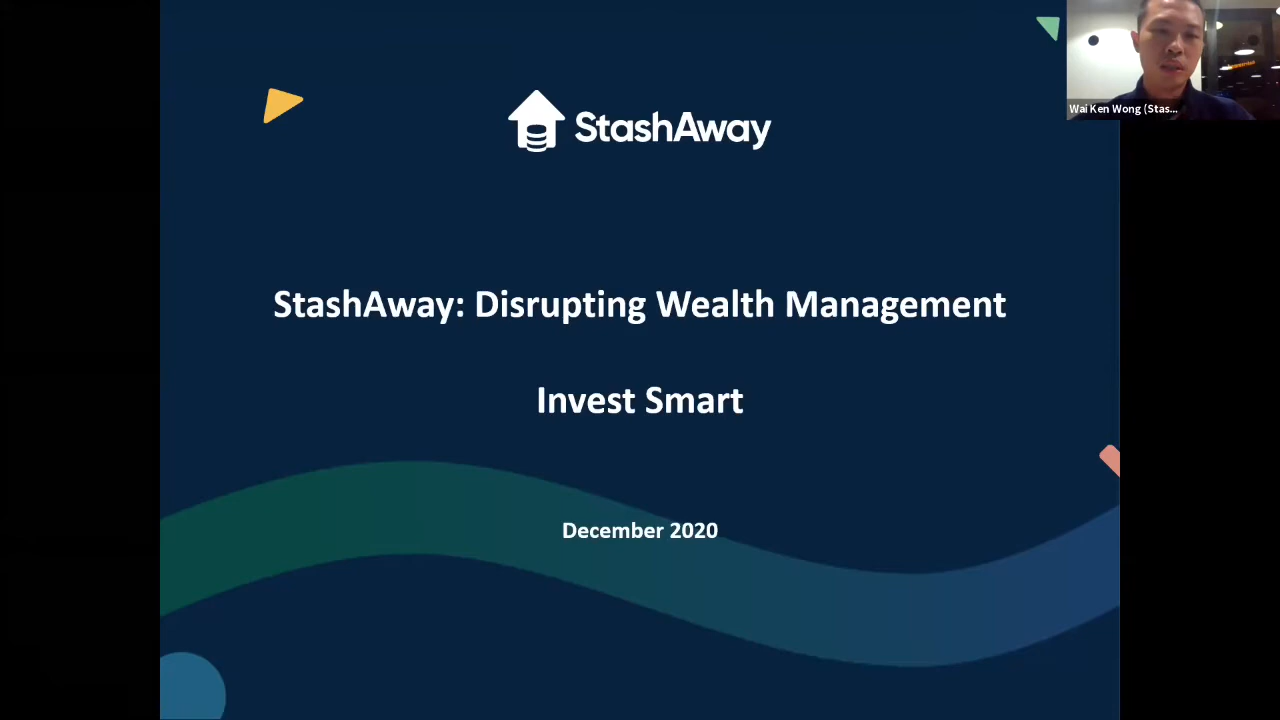 StashAway
Wai Ken Wong (Stas...
StashAway: Disrupting Wealth Management
Invest Smart
December 2020